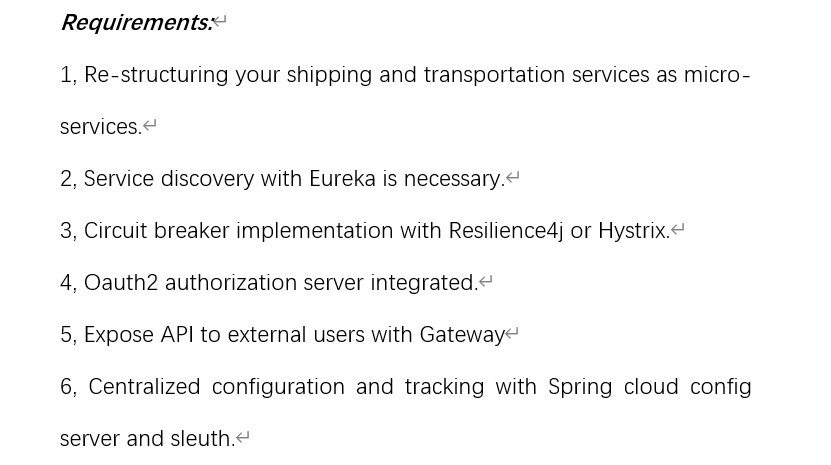 Requirements:
1, Re-structuring your shipping and transportation services as micro-
services.
2, Service discovery with Eureka is necessary.
3, Circuit breaker implementation with Resilience4j or Hystrix.
4, Oauth2 authorization server integrated.
5, Expose API to external users with Gateway
6, Centralized configuration and tracking with Spring cloud config
server and sleuth.